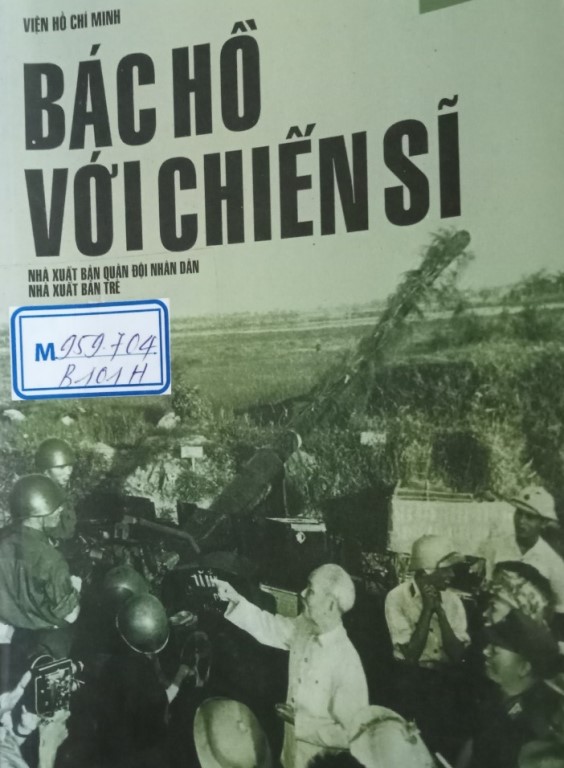 VIỆN HỒ CHÍ MINH
BÁC HỒ
VỚI CHIẾN SĨ
NHÀ XUẤT BẢN QUÂN ĐỘI NHÂN DÂN
NHÀ XUẤT BẢN TRẺ
M 959.704
B101H